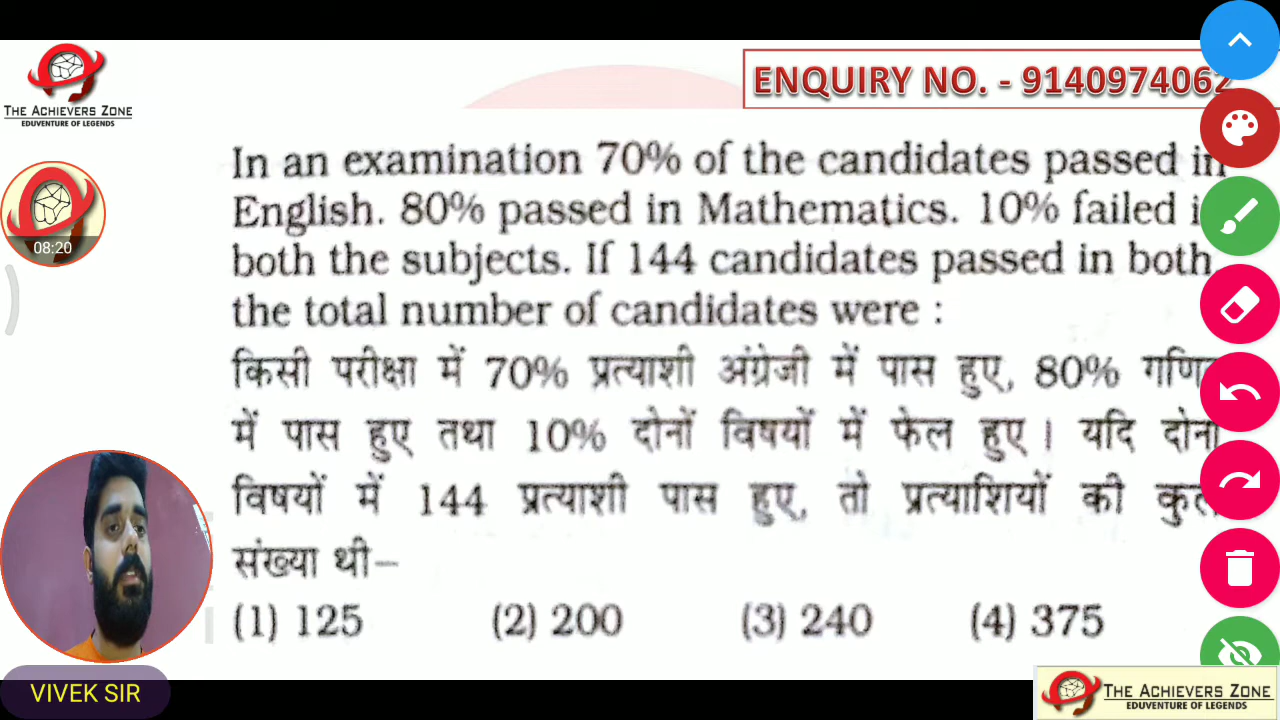 THE ACHIEVERS ZONE
EDUVENTURE OF LEGENDS
ENQUIRY NO. - 9140974062
08:20
In an examination 70% of the candidates passed in
English. 80% passed in Mathematics. 10% failed i
both the subjects. If 144 candidates passed in both,
the total number of candidates were :
किसी परीक्षा में 70% प्रत्याशी अंग्रेजी में पास हुए, 80% गणि
में पास हुए तथा 10% दोनों विषयों में फेल हुए। यदि दोनों
विषयों में 144 प्रत्याशी पास हुए, तो प्रत्याशियों की कुल
संख्या थी–
(1) 125 (2) 200 (3) 240 (4) 375
VIVEK SIR
THE ACHIEVERS ZONE
EDUVENTURE OF LEGENDS